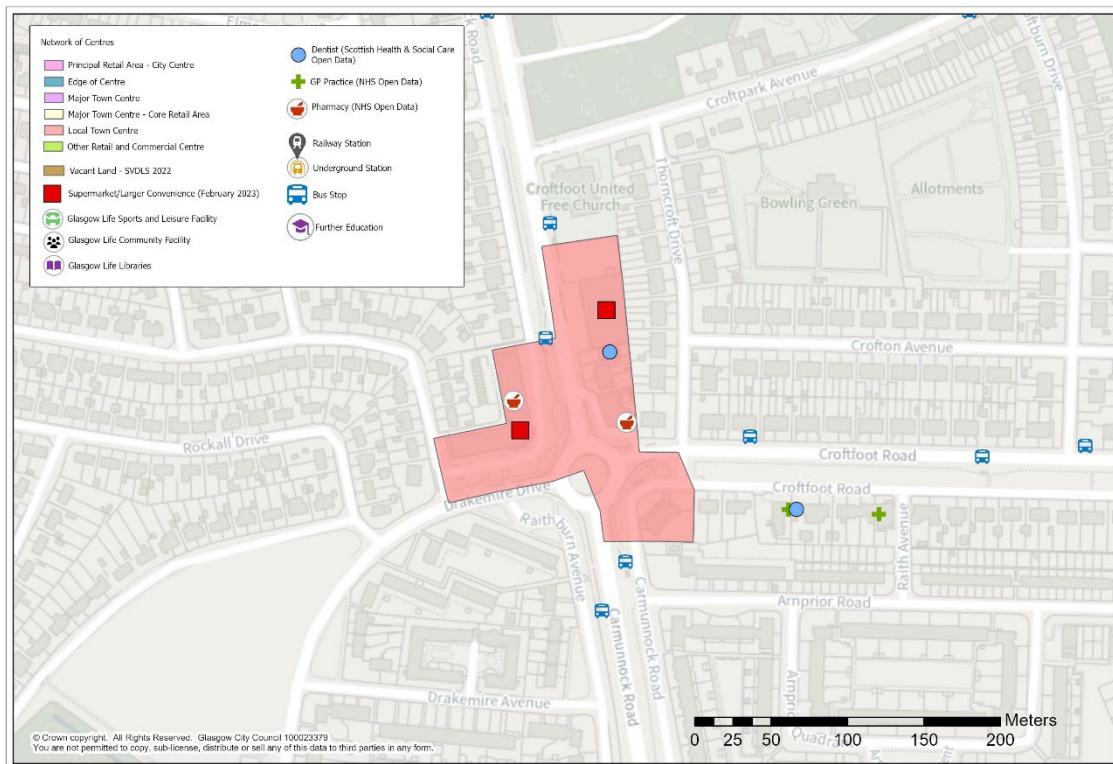 Network of Centres
Principal Retail Area - City Centre
Edge of Centre
Major Town Centre
Major Town Centre - Core Retail Area
Local Town Centre
Other Retail and Commercial Centre
Vacant Land - SVDLS 2022
Supermarket/Larger Convenience (February 2023)
Glasgow Life Sports and Leisure Facility
Glasgow Life Community Facility
Glasgow Life Libraries
Dentist (Scottish Health & Social Care
Open Data)
GP Practice (NHS Open Data)
Pharmacy (NHS Open Data)
Railway Station
Underground Station
Bus Stop
Further Education
Road
Croftpark Avenue
Thorncroft Drive
Croftfoot United
Free Church
Bowling Green
Allotments
Crofton Avenue
Rockall Drive
Croftfoot Road
Croftfoot Road
Drakemire Drive
Raithburn Avenue
Raith Avenue
Arnprior Road
Carmunnock Road
Carmunnock Road
Drakemire Avenue
Quadrant
Meters
0 25 50 100 150 200
© Crown copyright. All Rights Reserved. Glasgow City Council 100023379
You are not permitted to copy, sub-license, distribute or sell any of this data to third parties in any form.